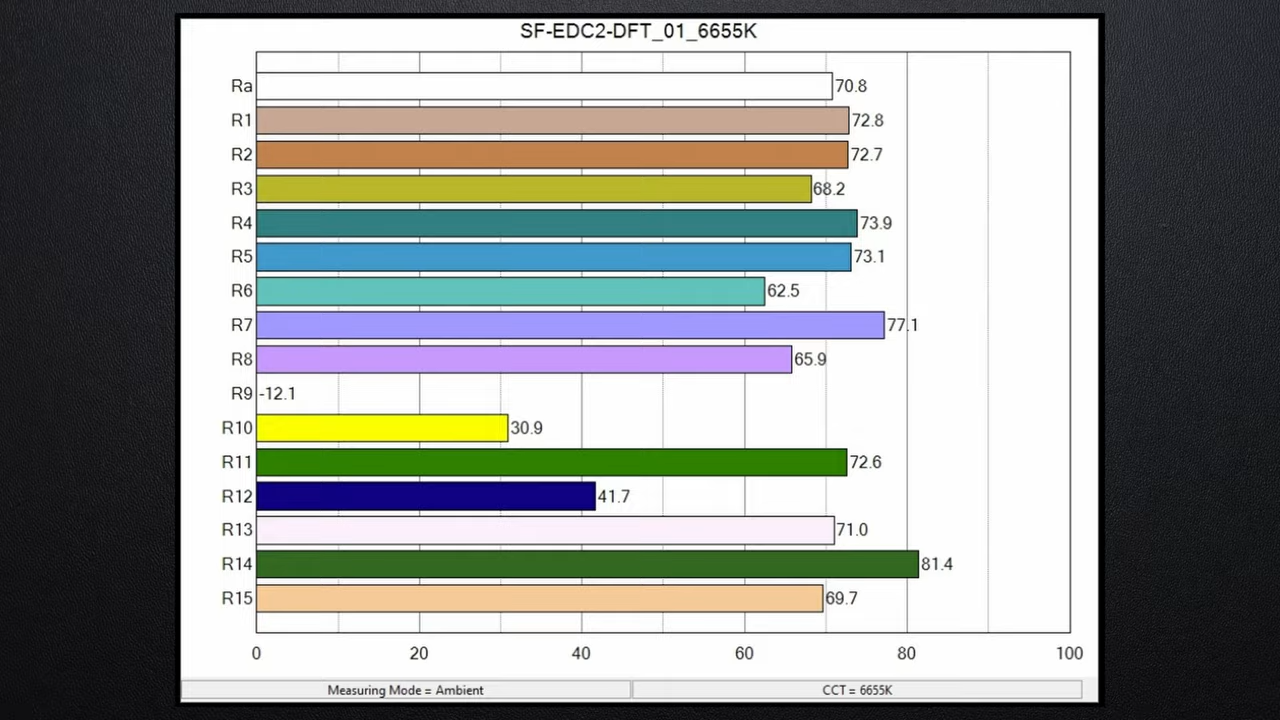 SF-EDC2-DFT_01_6655K
Ra 70.8
R1 72.8
R2 72.7
R3 68.2
R4 73.9
R5 73.1
R6 62.5
R7 77.1
R8 65.9
R9 -12.1
R10 30.9
R11 72.6
R12 41.7
R13 71.0
R14 81.4
R15 69.7
0 20 40 60 80 100
Measuring Mode = Ambient CCT = 6655K